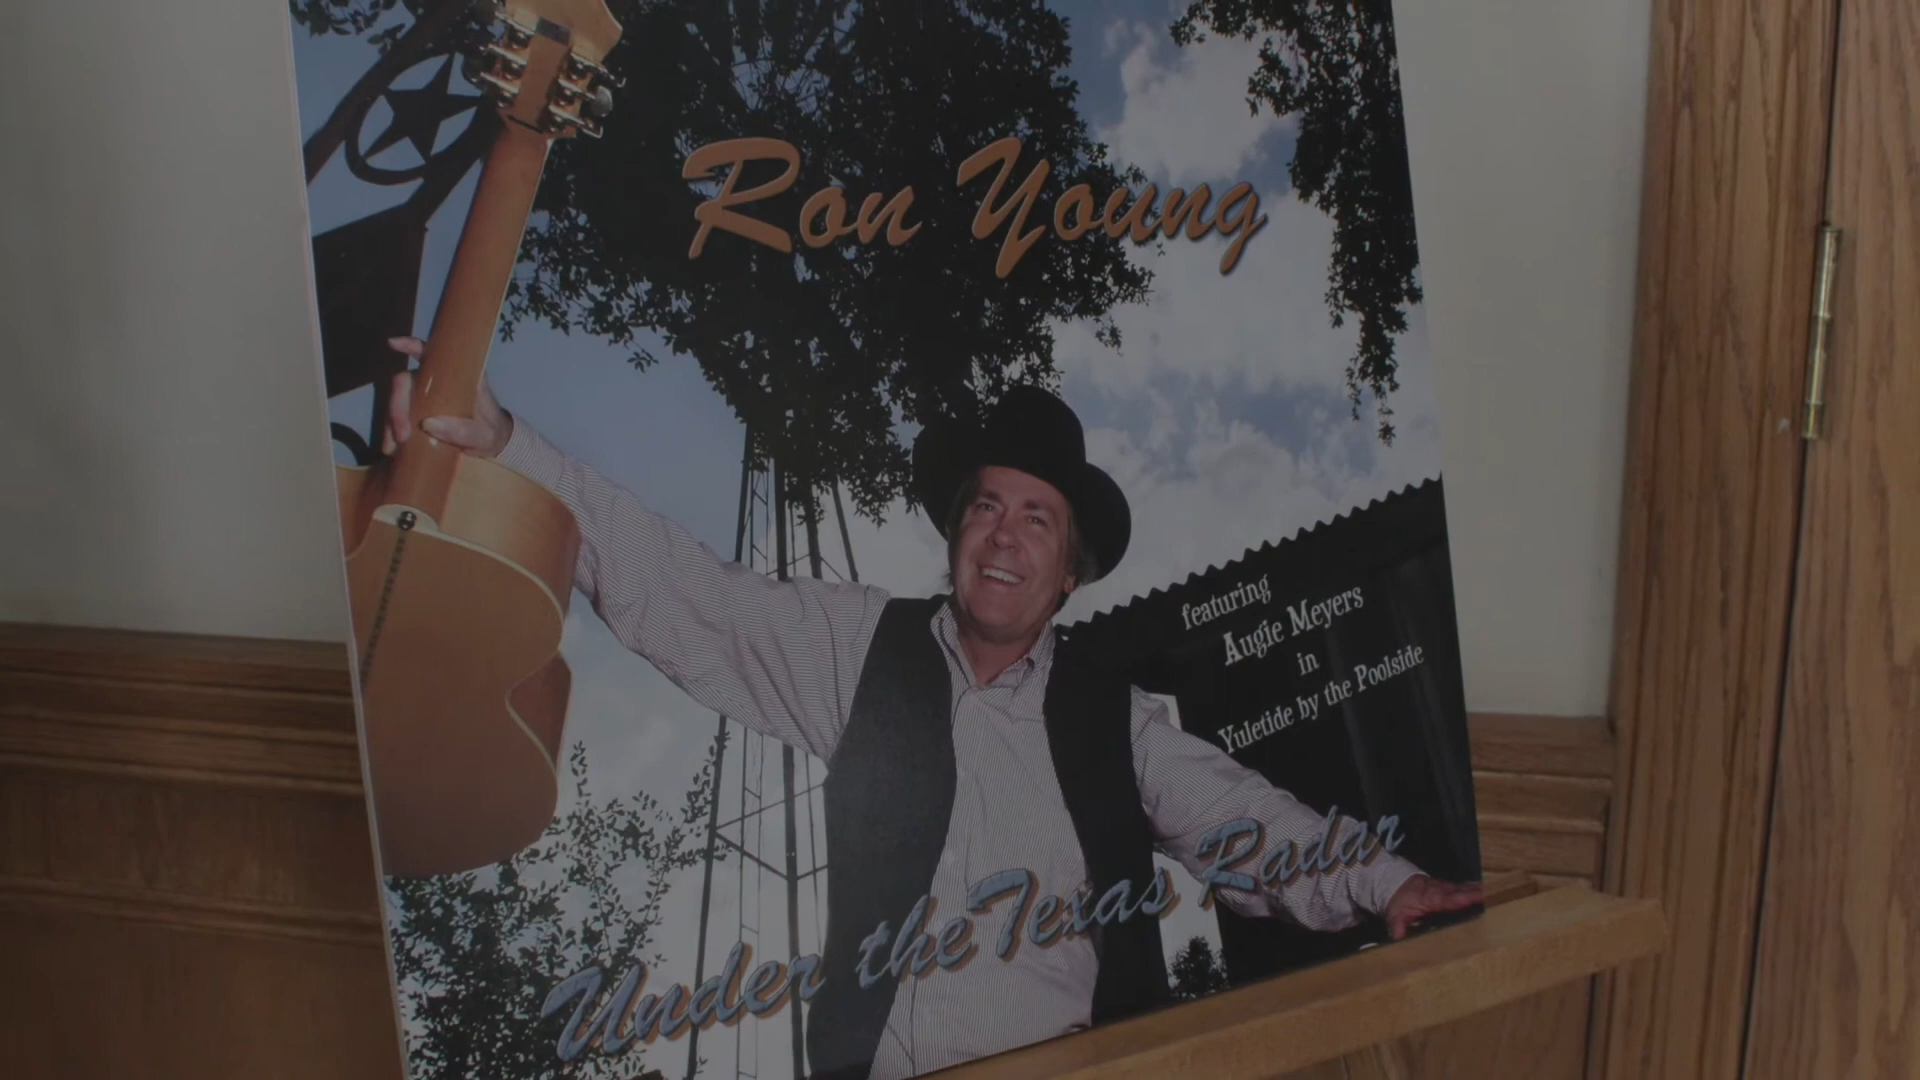 Ron Young
featuring
Augie Meyers
in
Yuletide by the Poolside
Under the Texas Radar